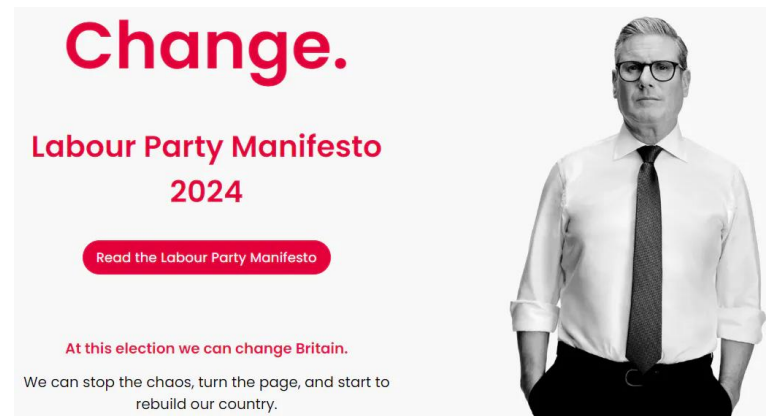 Change.
Labour Party Manifesto
2024
Read the Labour Party Manifesto
At this election we can change Britain.
We can stop the chaos, turn the page, and start to
rebuild our country.